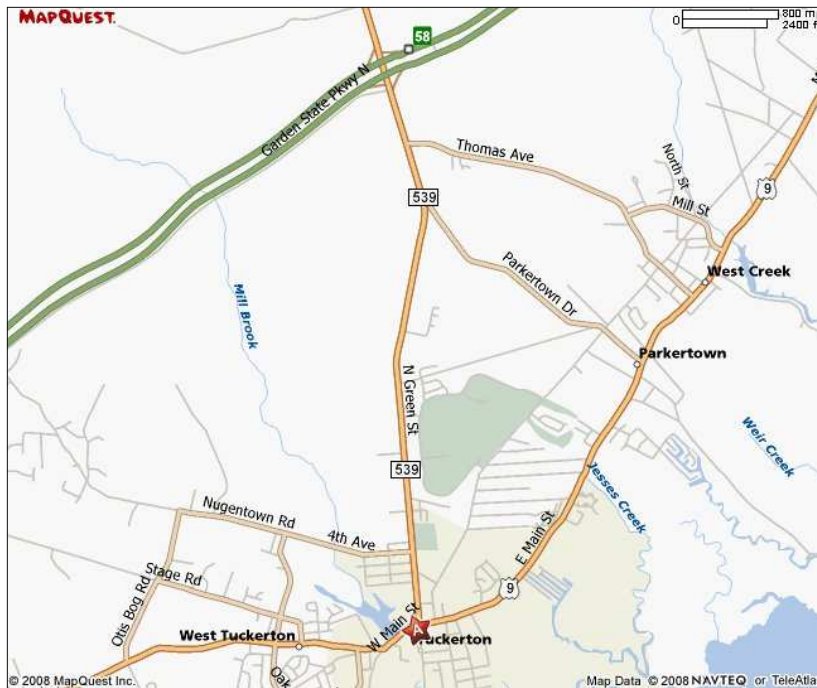 MAPQUEST.
58
0 800 m
2400 f
Garden State Pkwy N
Thomas Ave
North St
9
539
Mill St
West Creek
Parkertown Dr
Mill Brook
Parkertown
N Green St
Weir Creek
539
Jesses Creek
Nugentown Rd
E Main St
4th Ave
Stage Rd
9
Otis Bog Rd
W Main St
A
West Tuckerton
Tuckerton
Oak
© 2008 MapQuest Inc.
Map Data © 2008 NAVTEQ or TeleAtla